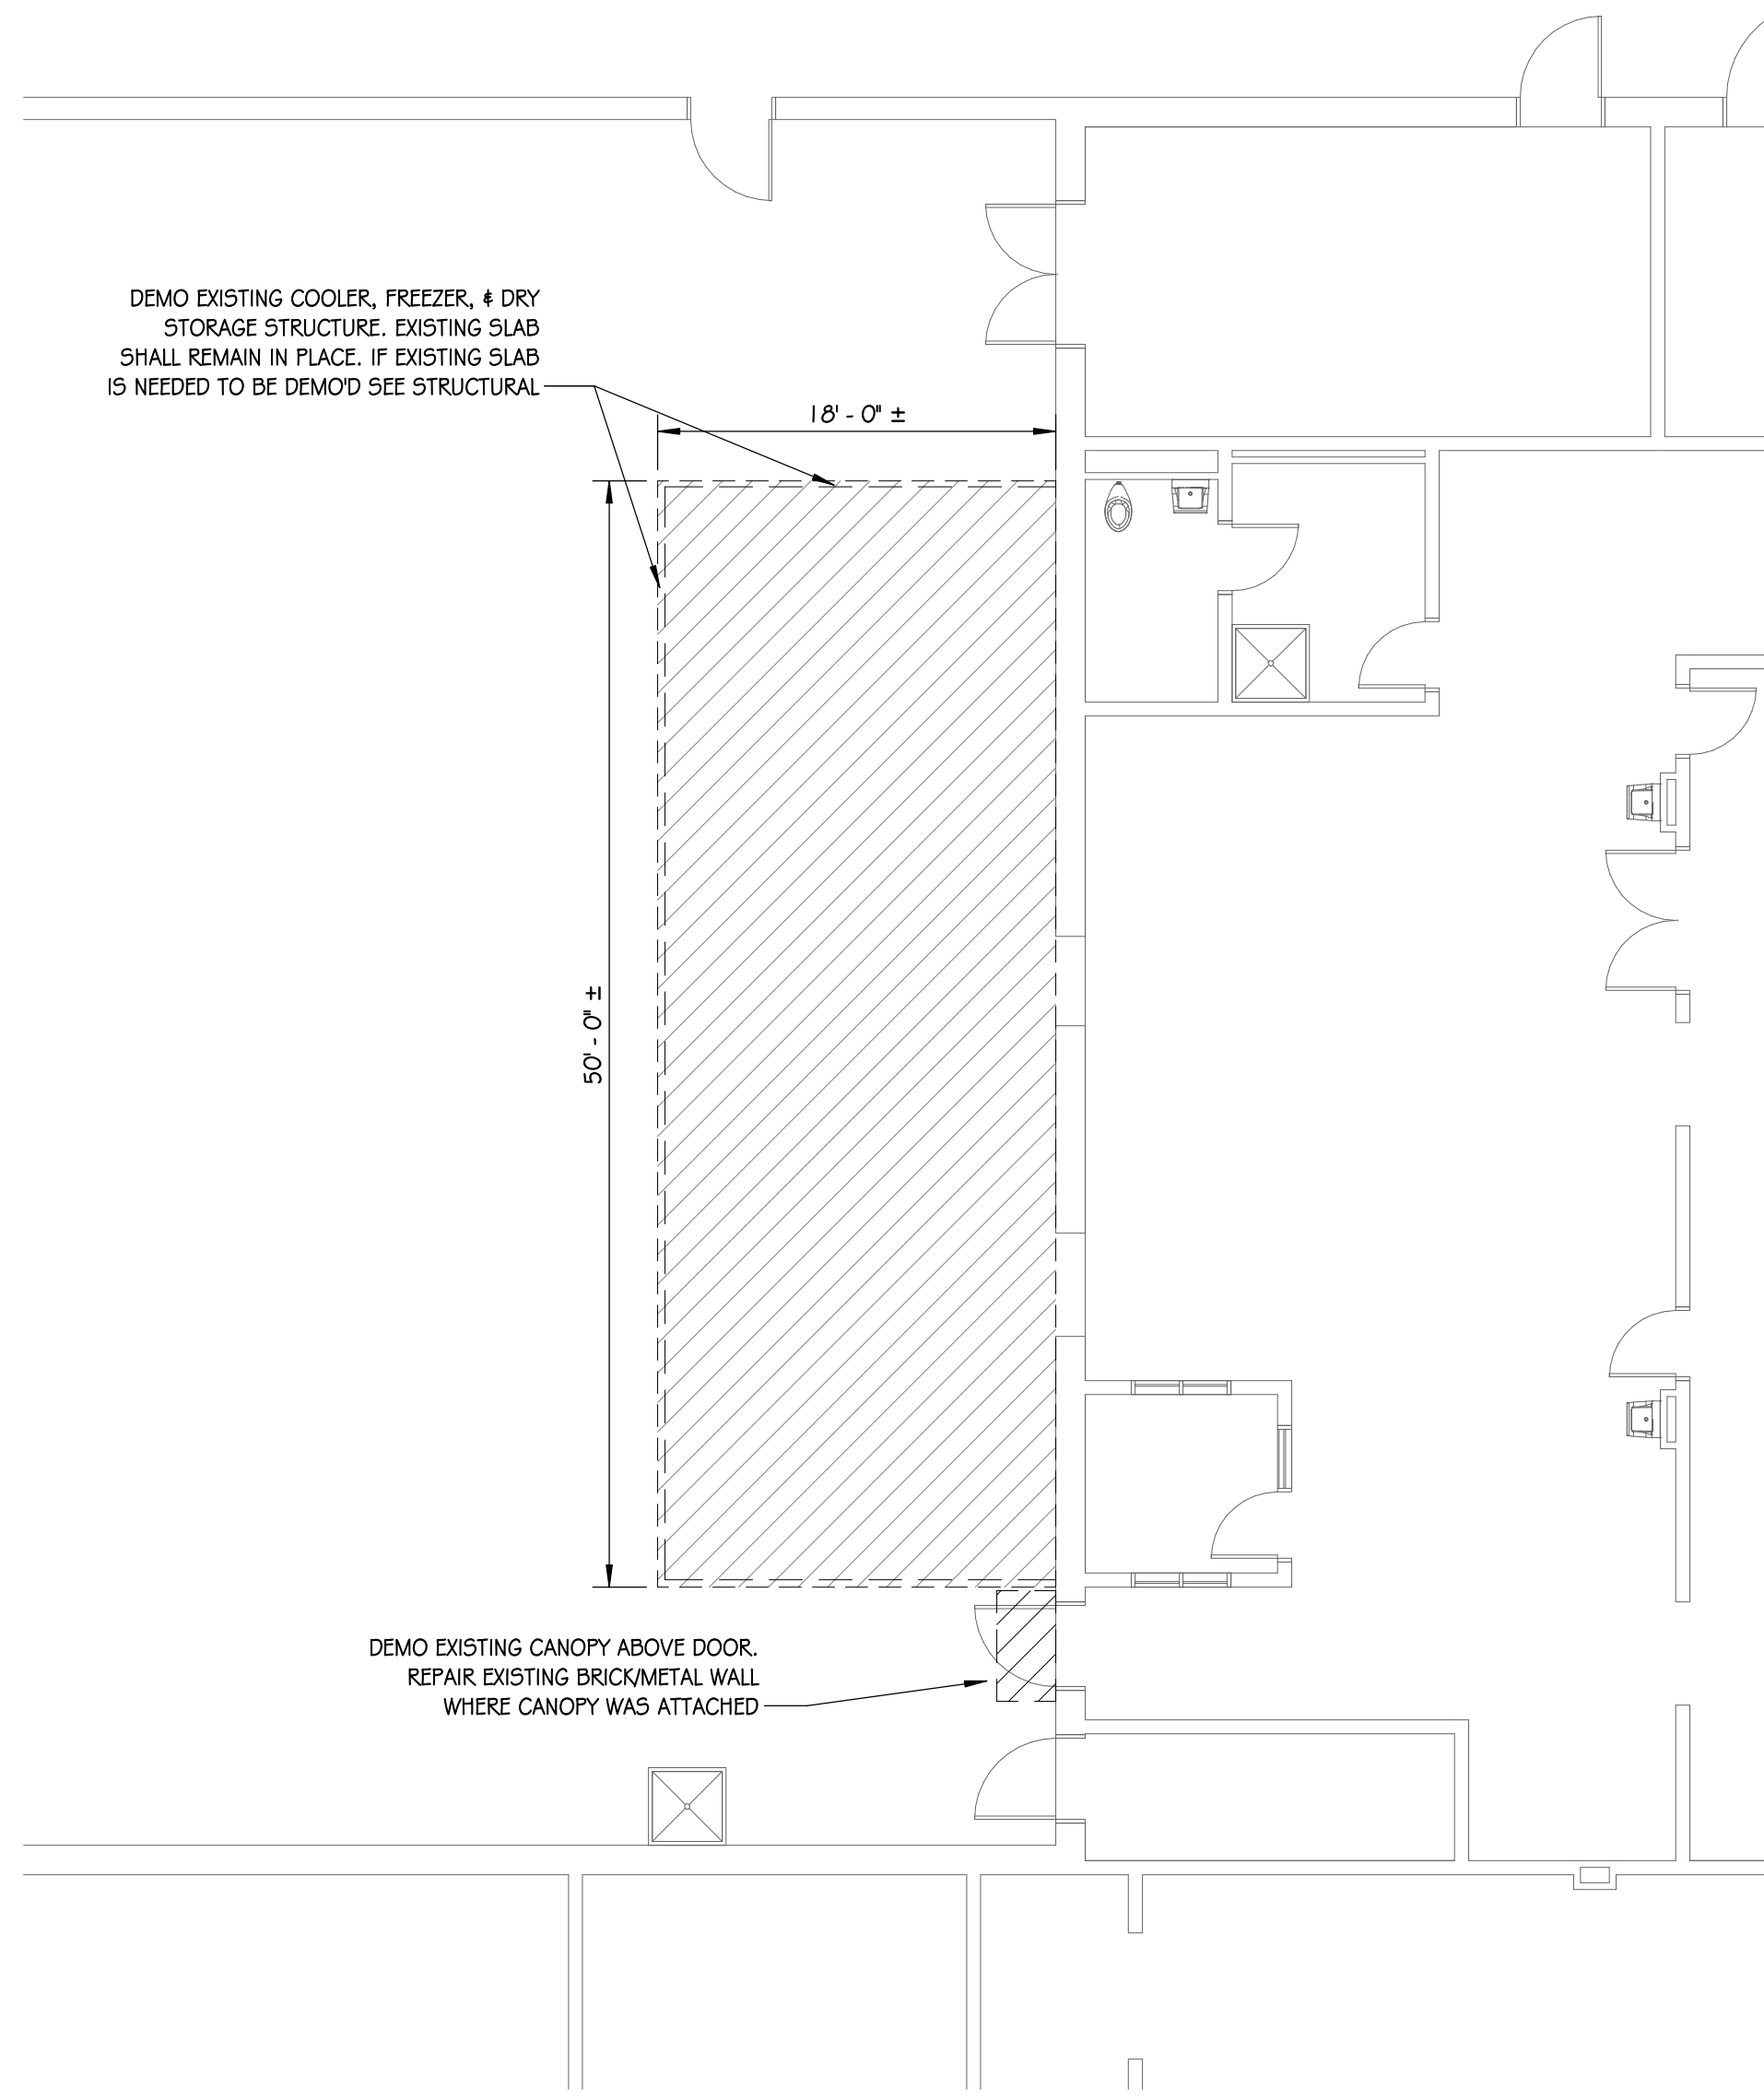 DEMO EXISTING COOLER, FREEZER, & DRY
STORAGE STRUCTURE. EXISTING SLAB
SHALL REMAIN IN PLACE. IF EXISTING SLAB
IS NEEDED TO BE DEMO'D SEE STRUCTURAL
18' - 0" ±
50' - 0" ±
DEMO EXISTING CANOPY ABOVE DOOR.
REPAIR EXISTING BRICK/METAL WALL
WHERE CANOPY WAS ATTACHED